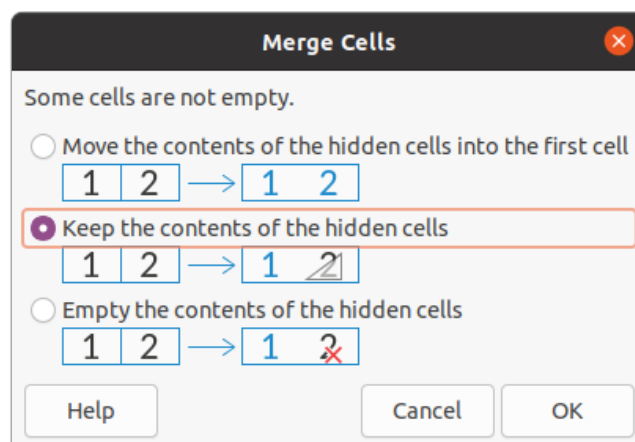 Merge Cells
Some cells are not empty.
Move the contents of the hidden cells into the first cell
1 2 1 2
Keep the contents of the hidden cells
1 2 1 2
Empty the contents of the hidden cells
1 2 1 2
Help Cancel OK